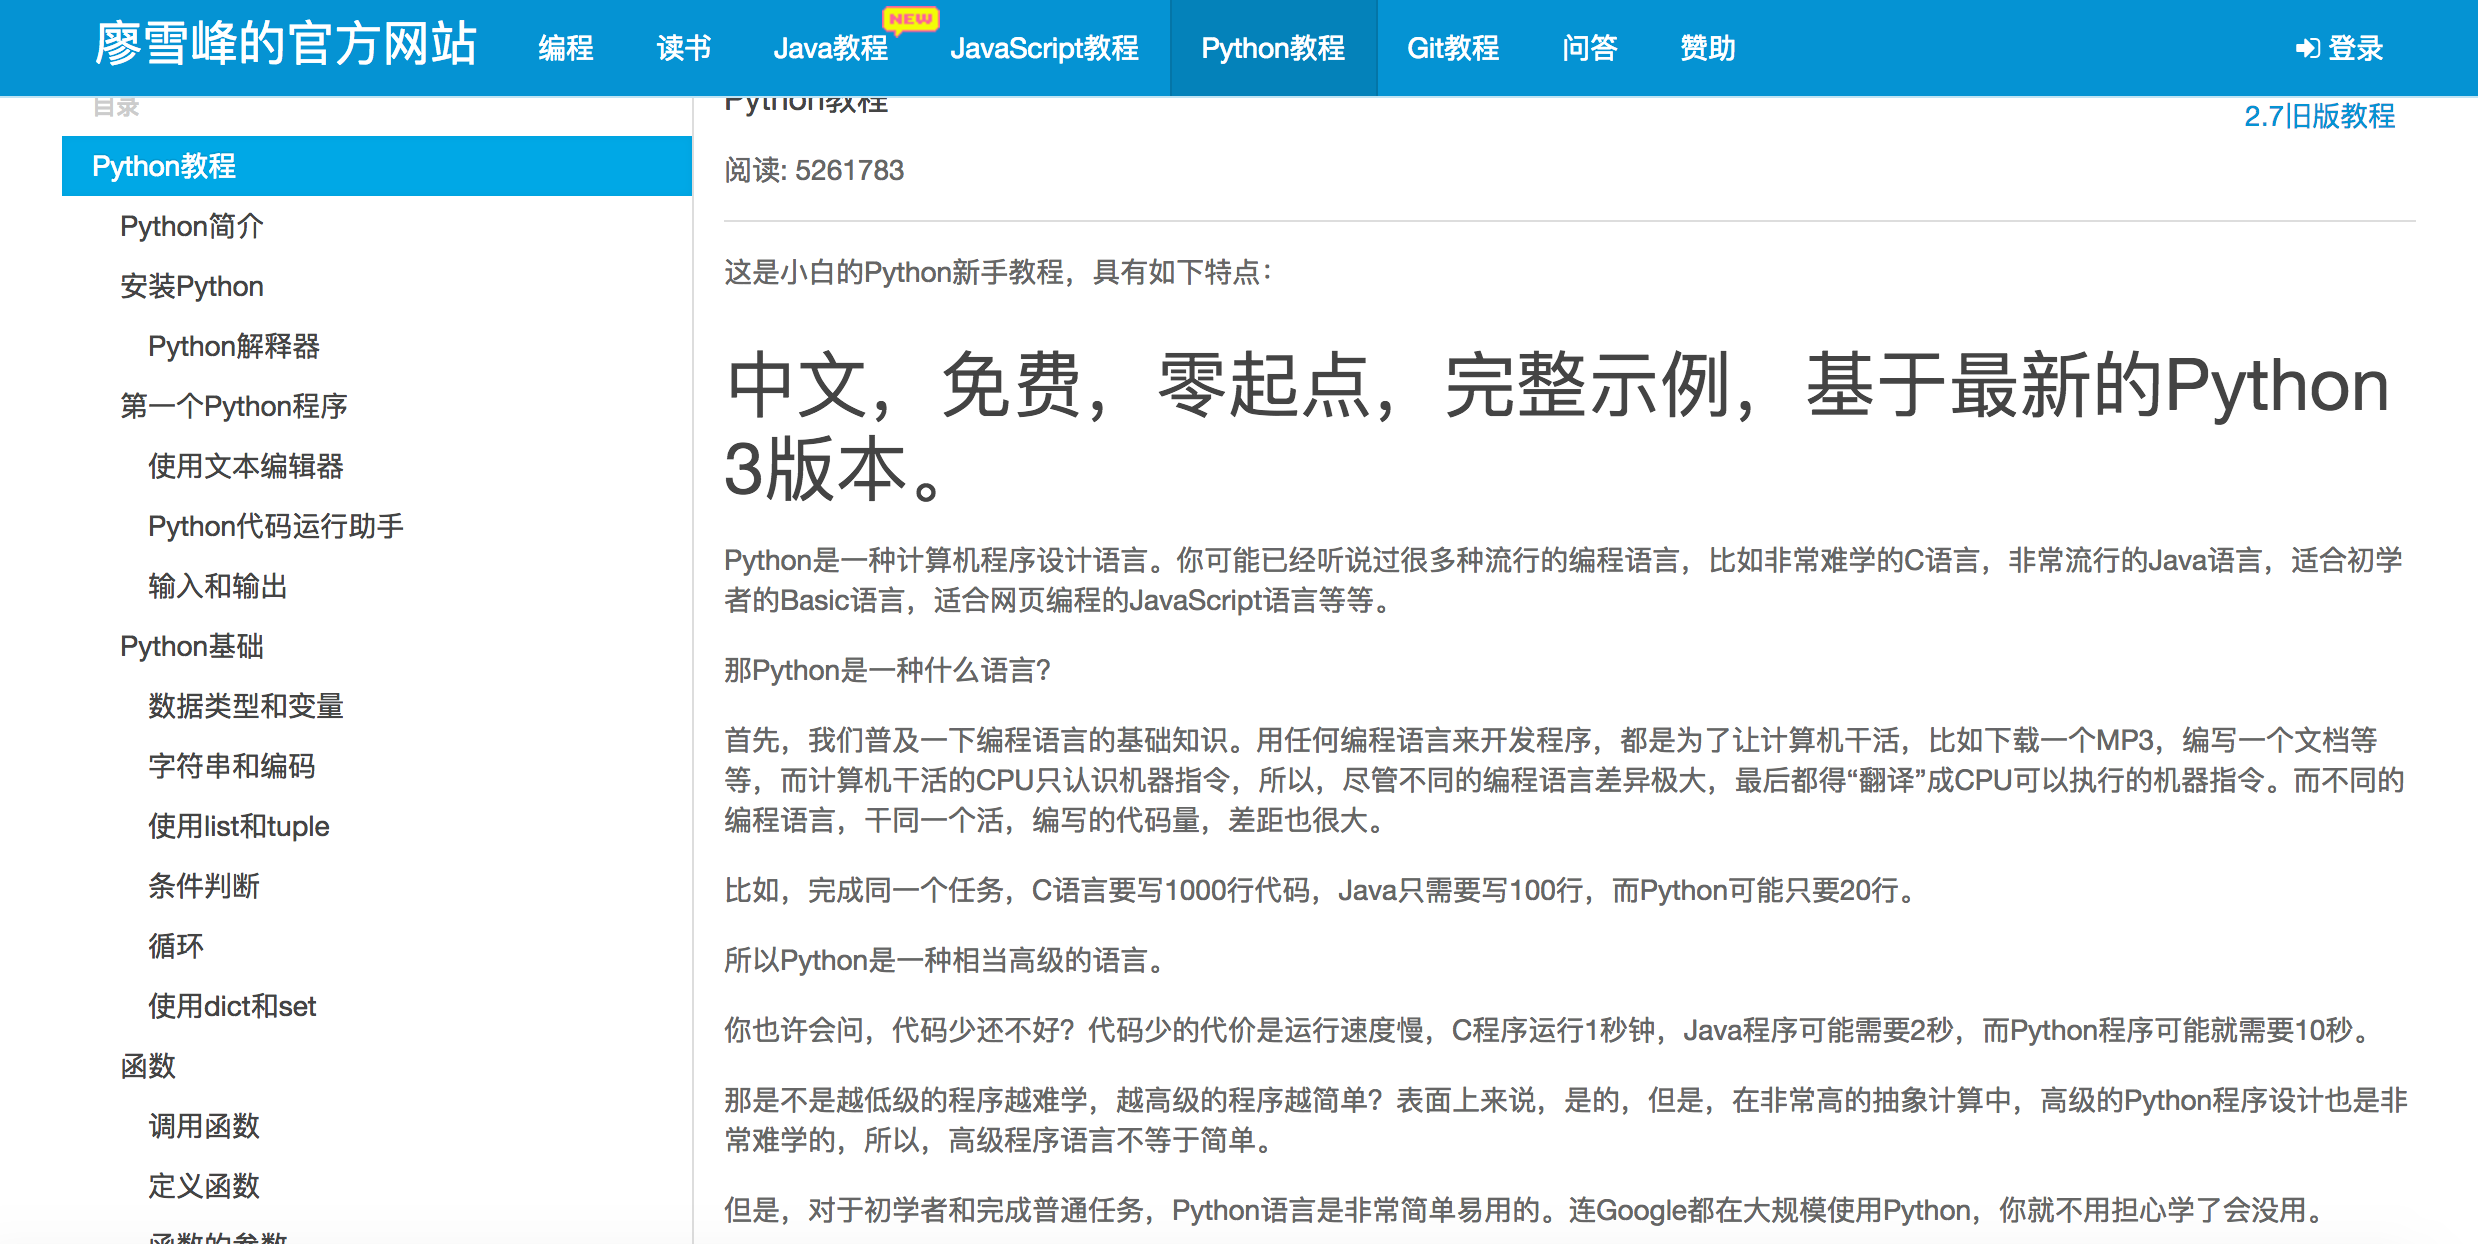 廖雪峰的官方网站
编程
读书
Java教程
NEW
JavaScript教程
Python教程
Git教程
问答
赞助
登录
目录
Python教程
Python简介
安装Python
Python解释器
第一个Python程序
使用文本编辑器
Python代码运行助手
输入和输出
Python基础
数据类型和变量
字符串和编码
使用list和tuple
条件判断
循环
使用dict和set
函数
调用函数
定义函数
函数的参数
Python教程
2.7旧版教程
阅读: 5261783
这是小白的Python新手教程，具有如下特点：
中文，免费，零起点，完整示例，基于最新的Python
3版本。
Python是一种计算机程序设计语言。你可能已经听说过很多种流行的编程语言，比如非常难学的C语言，非常流行的Java语言，适合初学
者的Basic语言，适合网页编程的JavaScript语言等等。
那Python是一种什么语言？
首先，我们普及一下编程语言的基础知识。用任何编程语言来开发程序，都是为了让计算机干活，比如下载一个MP3，编写一个文档等
等，而计算机干活的CPU只认识机器指令，所以，尽管不同的编程语言差异极大，最后都得“翻译”成CPU可以执行的机器指令。而不同的
编程语言，干同一个活，编写的代码量，差距也很大。
比如，完成同一个任务，C语言要写1000行代码，Java只需要写100行，而Python可能只要20行。
所以Python是一种相当高级的语言。
你也许会问，代码少还不好？代码少的代价是运行速度慢，C程序运行1秒钟，Java程序可能需要2秒，而Python程序可能就需要10秒。
那是不是越低级的程序越难学，越高级的程序越简单？表面上来说，是的，但是，在非常高的抽象计算中，高级的Python程序设计也是非
常难学的，所以，高级程序语言不等于简单。
但是，对于初学者和完成普通任务，Python语言是非常简单易用的。连Google都在大规模使用Python，你就不用担心学了会没用。